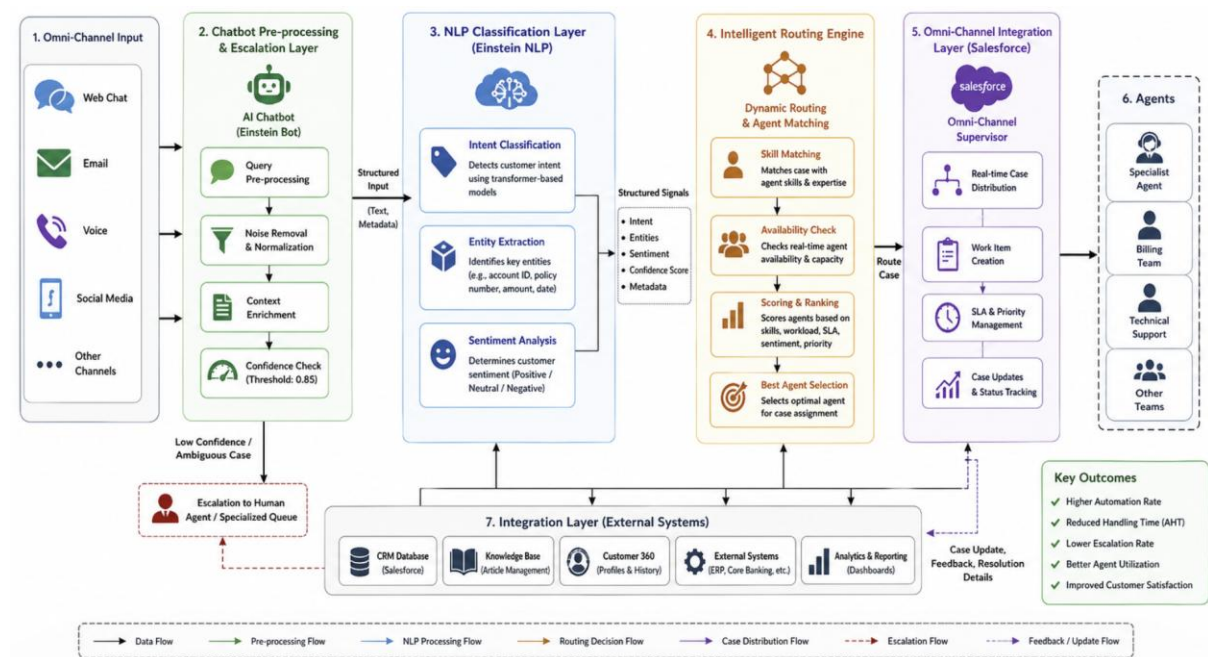 1. Omni-Channel Input
Web Chat
Email
Voice
Social Media
Other
Channels
2. Chatbot Pre-processing
& Escalation Layer
AI Chatbot
(Einstein Bot)
Query
Pre-processing
Noise Removal
& Normalization
Context
Enrichment
Confidence Check
(Threshold: 0.85)
Low Confidence /
Ambiguous Case
Escalation to Human
Agent / Specialized Queue
Structured
Input
(Text,
Metadata)
3. NLP Classification Layer
(Einstein NLP)
Intent Classification
Detects customer intent
using transformer-based
models
Entity Extraction
Identifies key entities
(e.g., account ID, policy
number, amount, date)
Sentiment Analysis
Determines customer
sentiment (Positive /
Neutral / Negative)
Structured Signals
• Intent
• Entities
• Sentiment
• Confidence Score
• Metadata
4. Intelligent Routing Engine
Dynamic Routing
& Agent Matching
Skill Matching
Matches case with
agent skills & expertise
Availability Check
Checks real-time agent
availability & capacity
Scoring & Ranking
Scores agents based on
skills, workload, SLA,
sentiment, priority
Best Agent Selection
Selects optimal agent
for case assignment
Route
Case
5. Omni-Channel Integration
Layer (Salesforce)
salesforce
Omni-Channel
Supervisor
Real-time Case
Distribution
Work Item
Creation
SLA & Priority
Management
Case Updates
& Status Tracking
6. Agents
Specialist
Agent
Billing
Team
Technical
Support
Other
Teams
7. Integration Layer (External Systems)
CRM Database
(Salesforce)
Knowledge Base
(Article Management)
Customer 360
(Profiles & History)
External Systems
(ERP, Core Banking, etc.)
Analytics & Reporting
(Dashboards)
Case Update,
Feedback, Resolution
Details
Key Outcomes
Higher Automation Rate
Reduced Handling Time (AHT)
Lower Escalation Rate
Better Agent Utilization
Improved Customer Satisfaction
Data Flow
Pre-processing Flow
NLP Processing Flow
Routing Decision Flow
Case Distribution Flow
Escalation Flow
Feedback / Update Flow